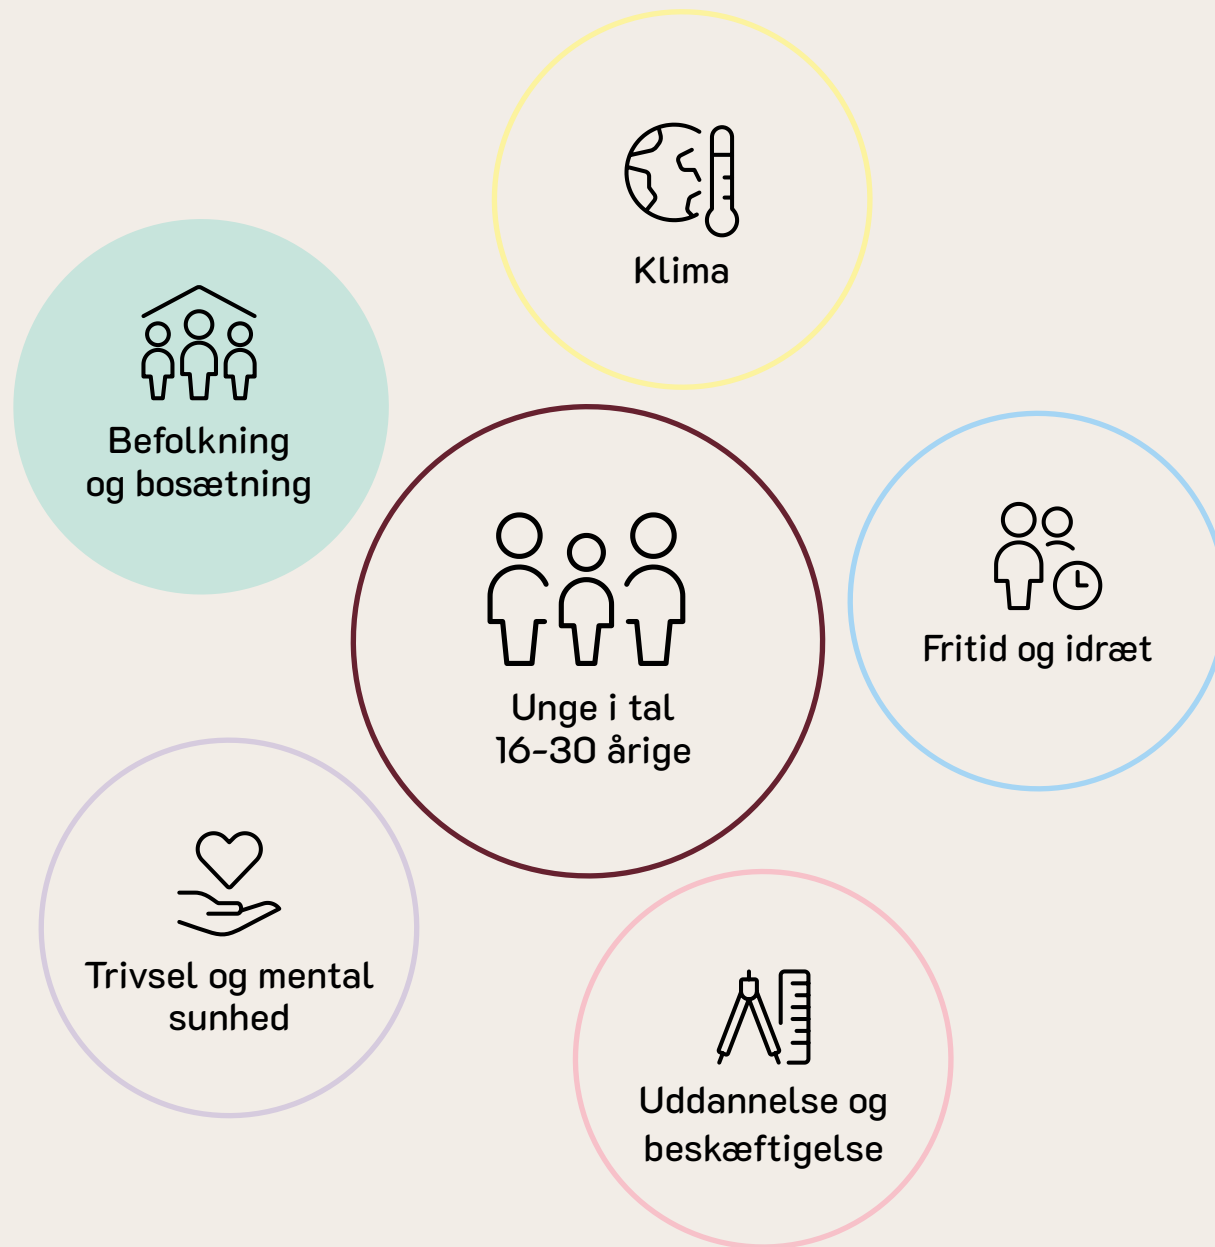 Klima
Befolkning
og bosætning
Fritid og idræt
Unge i tal
16-30 årige
Trivsel og mental
sunhed
Uddannelse og
beskæftigelse